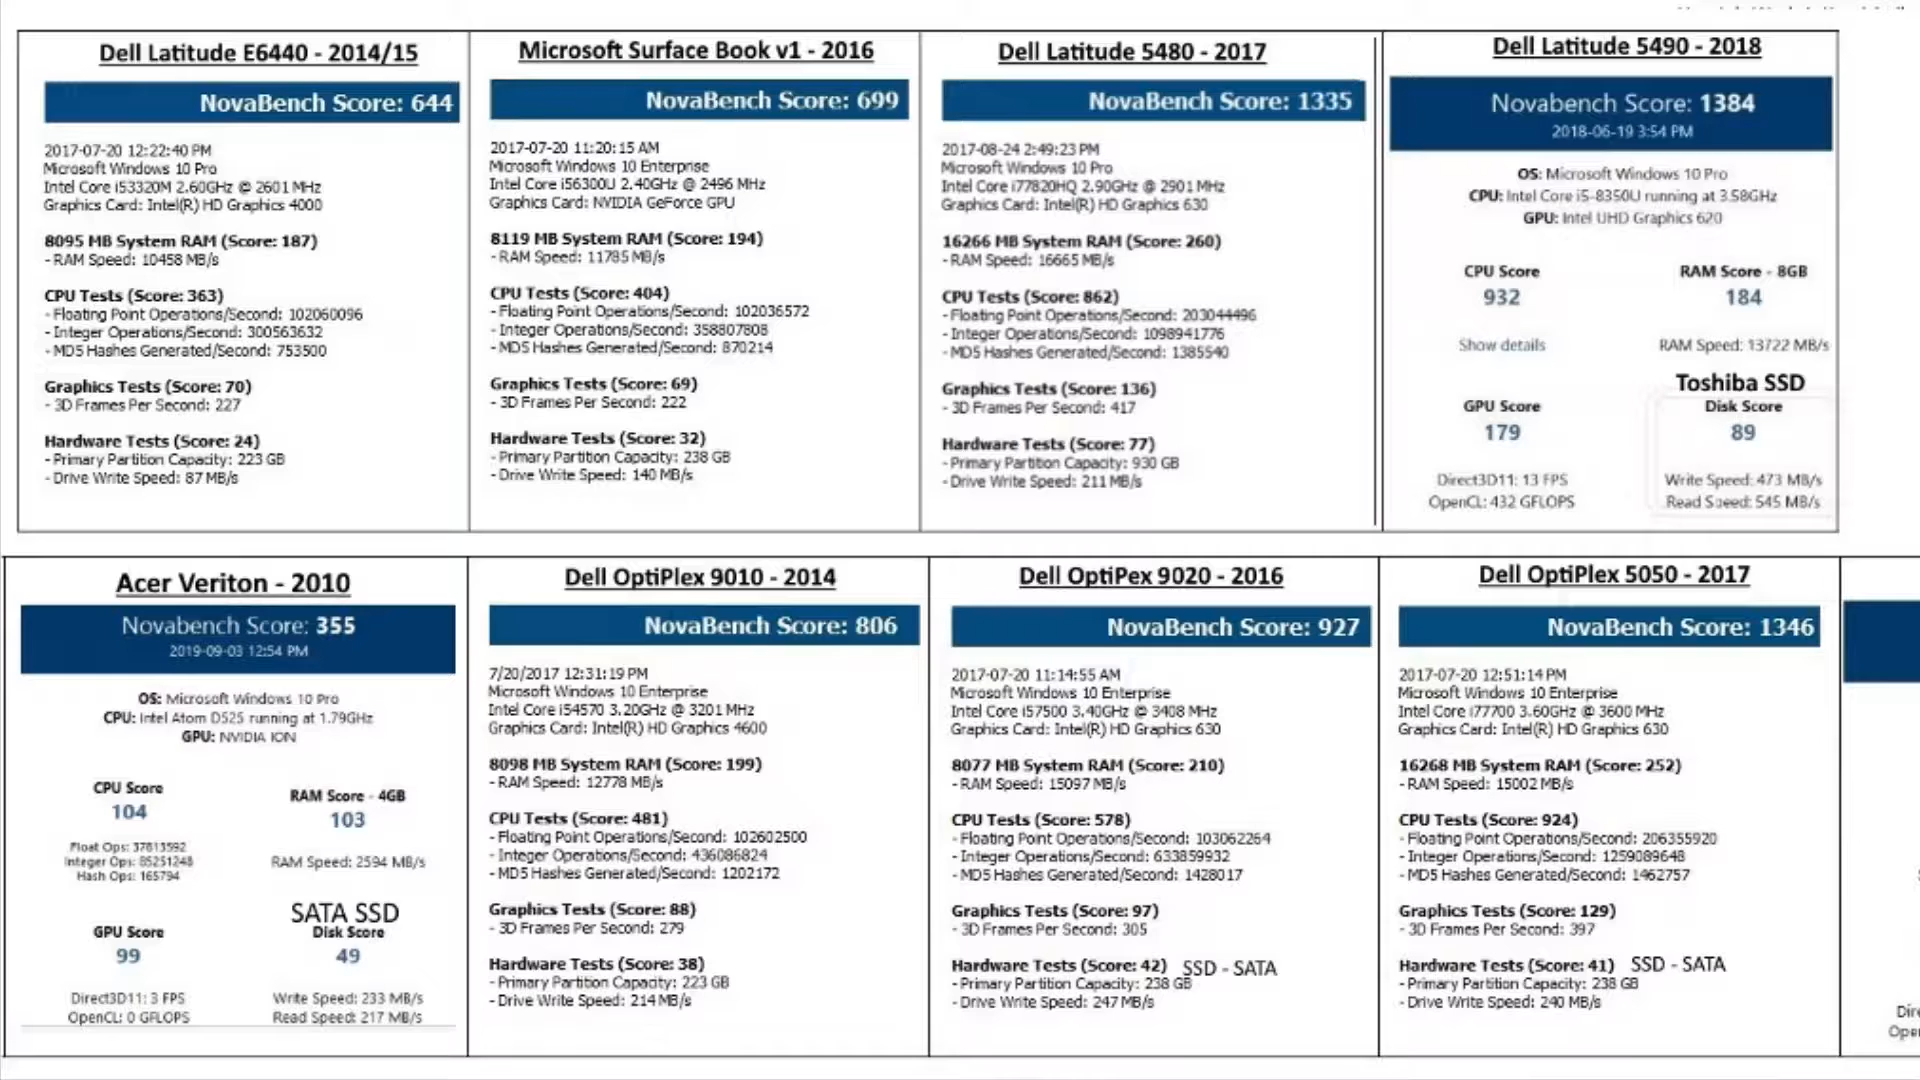 Dell Latitude E6440 - 2014/15
NovaBench Score: 644
2017-07-20 12:22:40 PM
Microsoft Windows 10 Pro
Intel Core i53320M 2.60GHz @ 2601 MHz
Graphics Card: Intel(R) HD Graphics 4000
8095 MB System RAM (Score: 187)
- RAM Speed: 10458 MB/s
CPU Tests (Score: 363)
- Floating Point Operations/Second: 102060096
- Integer Operations/Second: 300563632
- MD5 Hashes Generated/Second: 753500
Graphics Tests (Score: 70)
- 3D Frames Per Second: 227
Hardware Tests (Score: 24)
- Primary Partition Capacity: 223 GB
- Drive Write Speed: 87 MB/s
Microsoft Surface Book v1 - 2016
NovaBench Score: 699
2017-07-20 11:20:15 AM
Microsoft Windows 10 Enterprise
Intel Core i56300U 2.40GHz @ 2496 MHz
Graphics Card: NVIDIA GeForce GPU
8119 MB System RAM (Score: 194)
- RAM Speed: 11785 MB/s
CPU Tests (Score: 404)
- Floating Point Operations/Second: 102036572
- Integer Operations/Second: 358807808
- MD5 Hashes Generated/Second: 870214
Graphics Tests (Score: 69)
- 3D Frames Per Second: 222
Hardware Tests (Score: 32)
- Primary Partition Capacity: 238 GB
- Drive Write Speed: 140 MB/s
Dell Latitude 5480 - 2017
NovaBench Score: 1335
2017-08-24 2:49:23 PM
Microsoft Windows 10 Pro
Intel Core i77820HQ 2.90GHz @ 2901 MHz
Graphics Card: Intel(R) HD Graphics 630
16266 MB System RAM (Score: 260)
- RAM Speed: 16665 MB/s
CPU Tests (Score: 862)
- Floating Point Operations/Second: 203044496
- Integer Operations/Second: 1098941776
- MD5 Hashes Generated/Second: 1385540
Graphics Tests (Score: 136)
- 3D Frames Per Second: 417
Hardware Tests (Score: 77)
- Primary Partition Capacity: 930 GB
- Drive Write Speed: 211 MB/s
Dell Latitude 5490 - 2018
Novabench Score: 1384
2018-06-19 3:54 PM
OS: Microsoft Windows 10 Pro
CPU: Intel Core i5-8350U running at 3.58GHz
GPU: Intel UHD Graphics 620
CPU Score RAM Score - 8GB
932 184
Show details RAM Speed: 13722 MB/s
Toshiba SSD
GPU Score Disk Score
179 89
Direct3D11: 13 FPS Write Speed: 473 MB/s
OpenCL: 432 GFLOPS Read Speed: 545 MB/s
Acer Veriton - 2010
Novabench Score: 355
2019-09-03 12:54 PM
OS: Microsoft Windows 10 Pro
CPU: Intel Atom D525 running at 1.79GHz
GPU: NVIDIA ION
CPU Score RAM Score - 4GB
104 103
Float Ops: 37613592
Integer Ops: 85251248 RAM Speed: 2594 MB/s
Hash Ops: 165794
SATA SSD
GPU Score Disk Score
99 49
Direct3D11: 3 FPS Write Speed: 233 MB/s
OpenCL: 0 GFLOPS Read Speed: 217 MB/s
Dell OptiPlex 9010 - 2014
NovaBench Score: 806
7/20/2017 12:31:19 PM
Microsoft Windows 10 Enterprise
Intel Core i54570 3.20GHz @ 3201 MHz
Graphics Card: Intel(R) HD Graphics 4600
8098 MB System RAM (Score: 199)
- RAM Speed: 12778 MB/s
CPU Tests (Score: 481)
- Floating Point Operations/Second: 102602500
- Integer Operations/Second: 436086824
- MD5 Hashes Generated/Second: 1202172
Graphics Tests (Score: 88)
- 3D Frames Per Second: 279
Hardware Tests (Score: 38)
- Primary Partition Capacity: 223 GB
- Drive Write Speed: 214 MB/s
Dell OptiPex 9020 - 2016
NovaBench Score: 927
2017-07-20 11:14:55 AM
Microsoft Windows 10 Enterprise
Intel Core i57500 3.40GHz @ 3408 MHz
Graphics Card: Intel(R) HD Graphics 630
8077 MB System RAM (Score: 210)
- RAM Speed: 15097 MB/s
CPU Tests (Score: 578)
- Floating Point Operations/Second: 103062264
- Integer Operations/Second: 633859932
- MD5 Hashes Generated/Second: 1428017
Graphics Tests (Score: 97)
- 3D Frames Per Second: 305
Hardware Tests (Score: 42) SSD - SATA
- Primary Partition Capacity: 238 GB
- Drive Write Speed: 247 MB/s
Dell OptiPlex 5050 - 2017
NovaBench Score: 1346
2017-07-20 12:51:14 PM
Microsoft Windows 10 Enterprise
Intel Core i77700 3.60GHz @ 3600 MHz
Graphics Card: Intel(R) HD Graphics 630
16268 MB System RAM (Score: 252)
- RAM Speed: 15002 MB/s
CPU Tests (Score: 924)
- Floating Point Operations/Second: 206355920
- Integer Operations/Second: 1259089648
- MD5 Hashes Generated/Second: 1462757
Graphics Tests (Score: 129)
- 3D Frames Per Second: 397
Hardware Tests (Score: 41) SSD - SATA
- Primary Partition Capacity: 238 GB
- Drive Write Speed: 240 MB/s
Dire
Ope